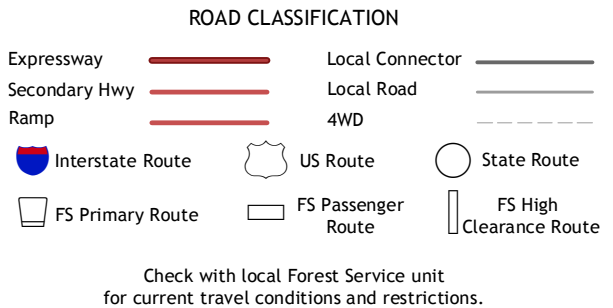 ROAD CLASSIFICATION
Expressway
Local Connector
Secondary Hwy
Local Road
Ramp
4WD
Interstate Route
US Route
State Route
FS Primary Route
FS Passenger
Route
FS High
Clearance Route
Check with local Forest Service unit
for current travel conditions and restrictions.